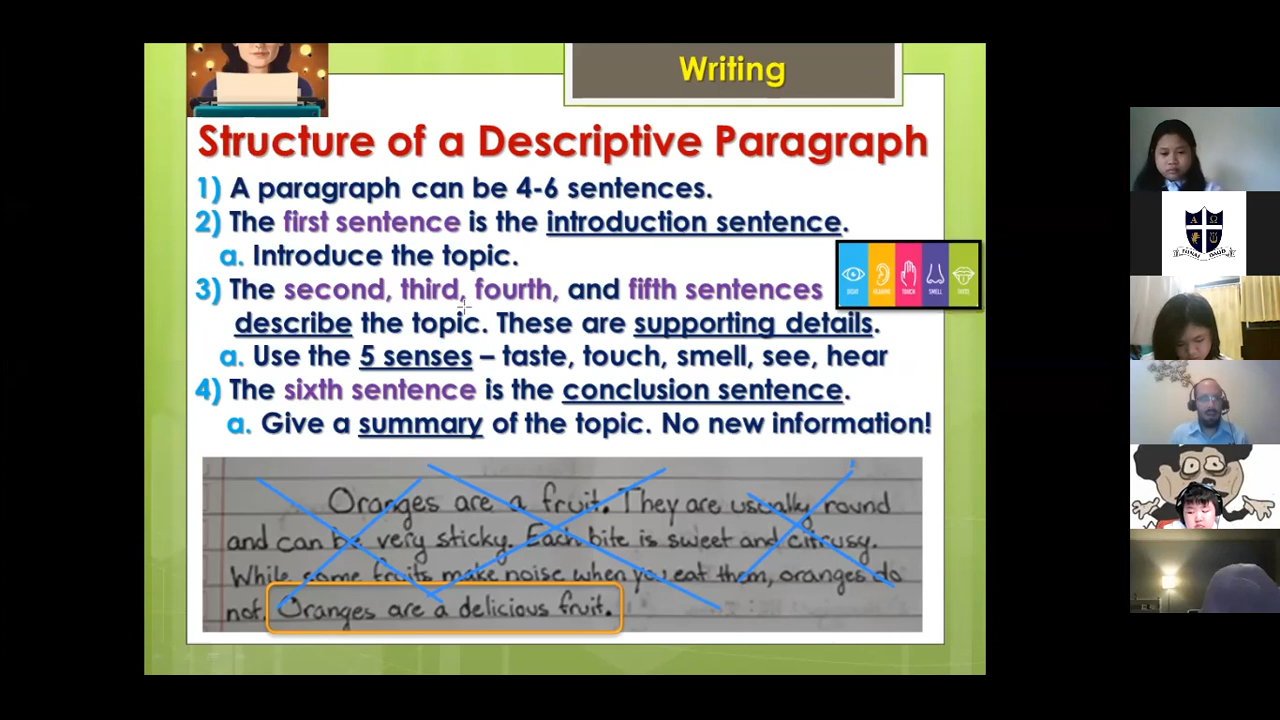 Writing
Structure of a Descriptive Paragraph
1) A paragraph can be 4-6 sentences.
2) The first sentence is the introduction sentence.
a. Introduce the topic.
3) The second, third, fourth, and fifth sentences
describe the topic. These are supporting details.
a. Use the 5 senses – taste, touch, smell, see, hear
4) The sixth sentence is the conclusion sentence.
a. Give a summary of the topic. No new information!
SIGHT HEARING TOUCH SMELL TASTE
Oranges are a fruit. They are usually round
and can be very sticky. Each bite is sweet and citrusy.
While some fruits make noise when you eat them, oranges do
not. Oranges are a delicious fruit.
Α Ω